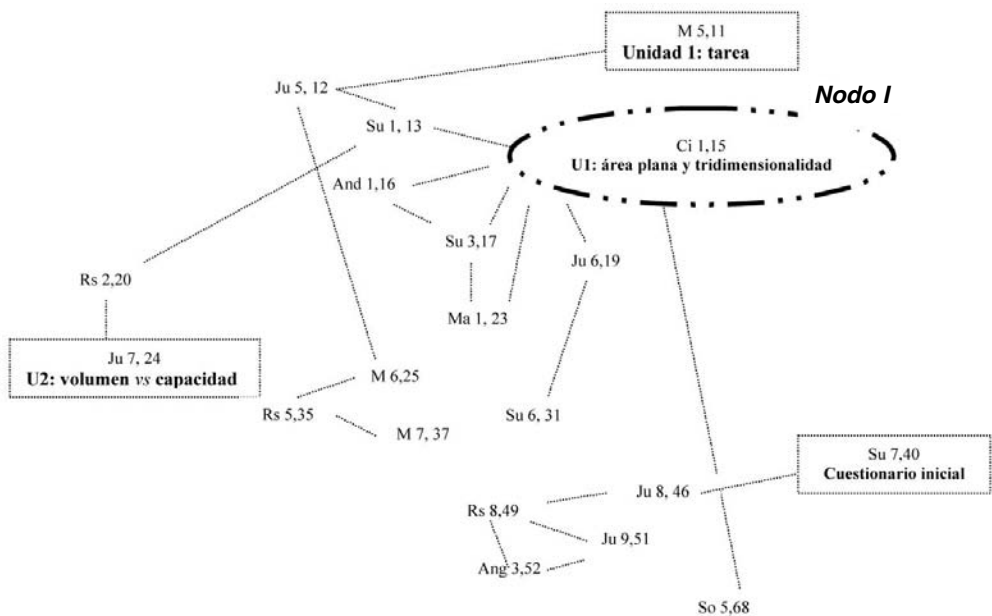 M 5,11
Unidad 1: tarea
Ju 5, 12
Nodo I
Su 1, 13
Ci 1,15
U1: área plana y tridimensionalidad
And 1,16
Su 3,17
Ju 6,19
Rs 2,20
Ma 1, 23
Ju 7, 24
U2: volumen vs capacidad
M 6,25
Rs 5,35
Su 6, 31
M 7, 37
Su 7,40
Cuestionario inicial
Ju 8, 46
Rs 8,49
Ju 9,51
Ang 3,52
So 5,68